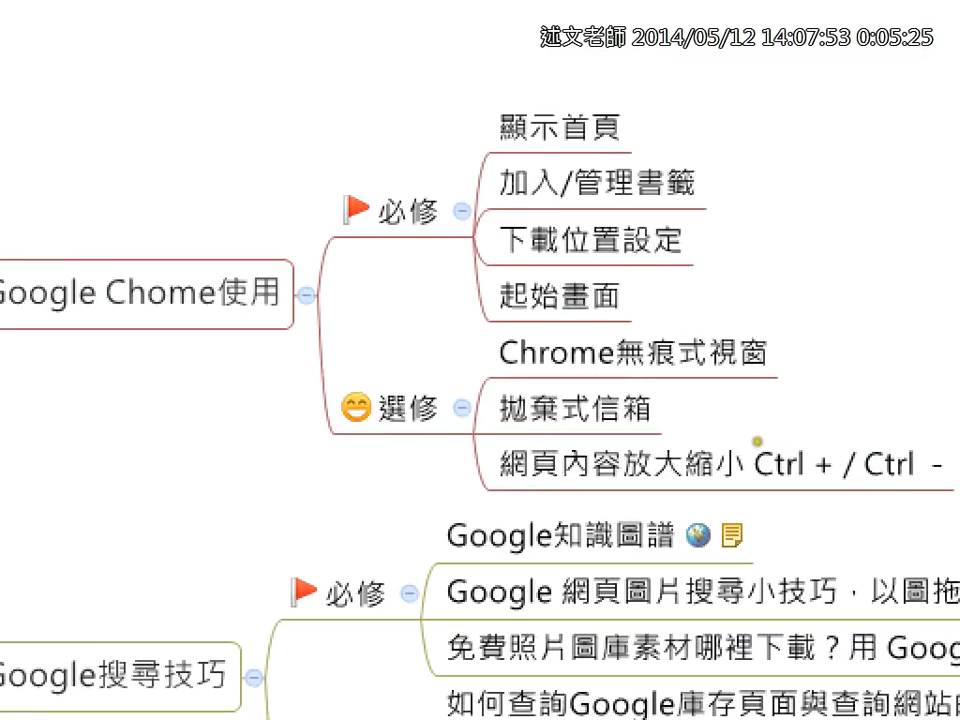 述文老師 2014/05/12 14:07:53 0:05:25
顯示首頁
加入/管理書籤
必修
下載位置設定
起始畫面
Google Chome使用
Chrome無痕式視窗
選修
拋棄式信箱
網頁內容放大縮小 Ctrl + / Ctrl -
Google知識圖譜
必修
Google 網頁圖片搜尋小技巧，以圖拖
免費照片圖庫素材哪裡下載？用 Goog
Google搜尋技巧
如何查詢Google庫存頁面與查詢網站的